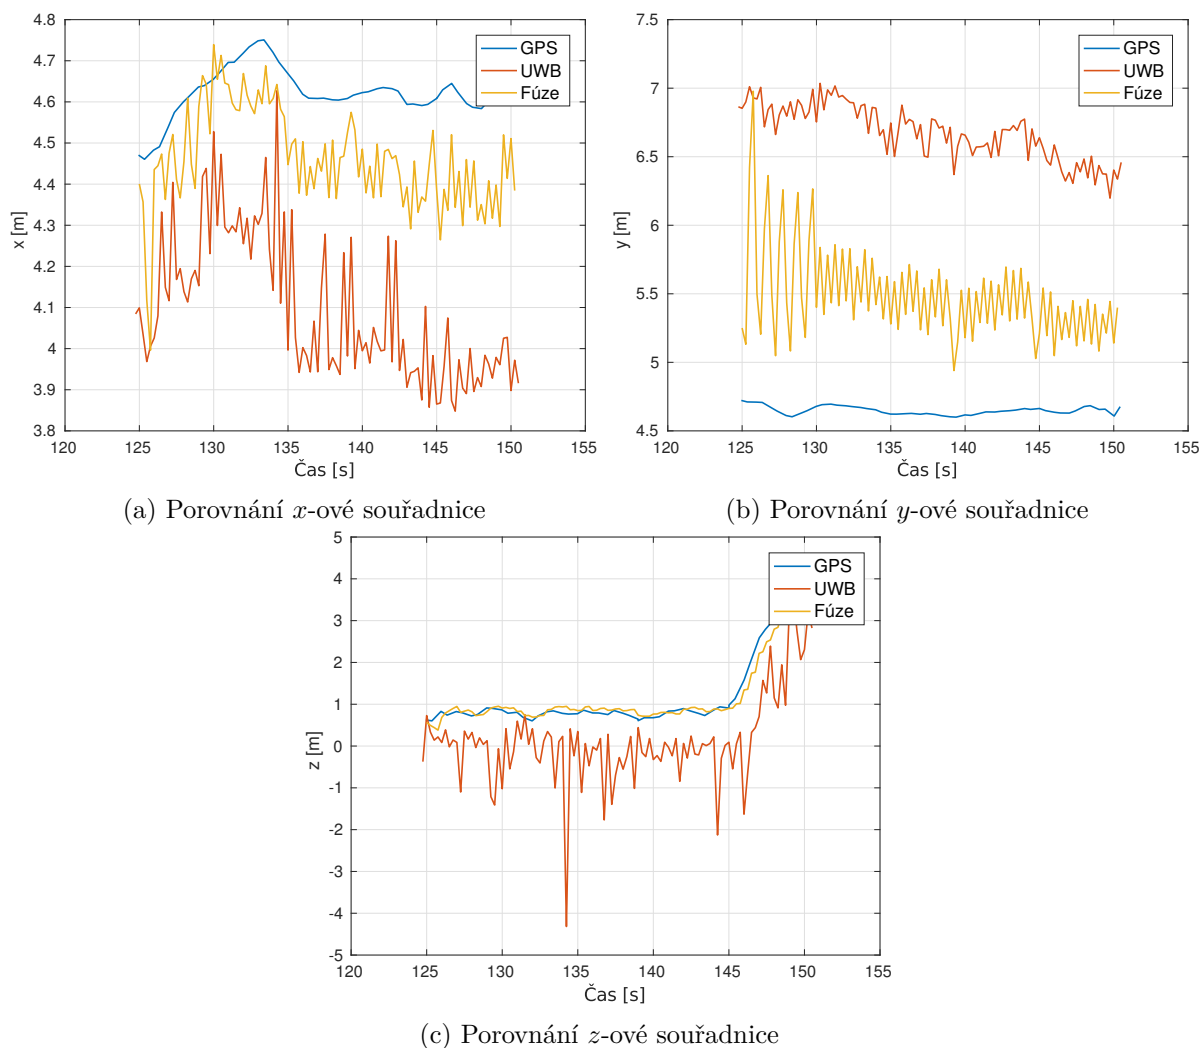 4.8
4.7
4.6
4.5
4.4
4.3
4.2
4.1
4
3.9
3.8
x [m]
120 125 130 135 140 145 150 155
Čas [s]
GPS
UWB
Fúze
(a) Porovnání x-ové souřadnice
7.5
7
6.5
6
5.5
5
4.5
y [m]
120 125 130 135 140 145 150 155
Čas [s]
GPS
UWB
Fúze
(b) Porovnání y-ové souřadnice
5
4
3
2
1
0
-1
-2
-3
-4
-5
z [m]
120 125 130 135 140 145 150 155
Čas [s]
GPS
UWB
Fúze
(c) Porovnání z-ové souřadnice